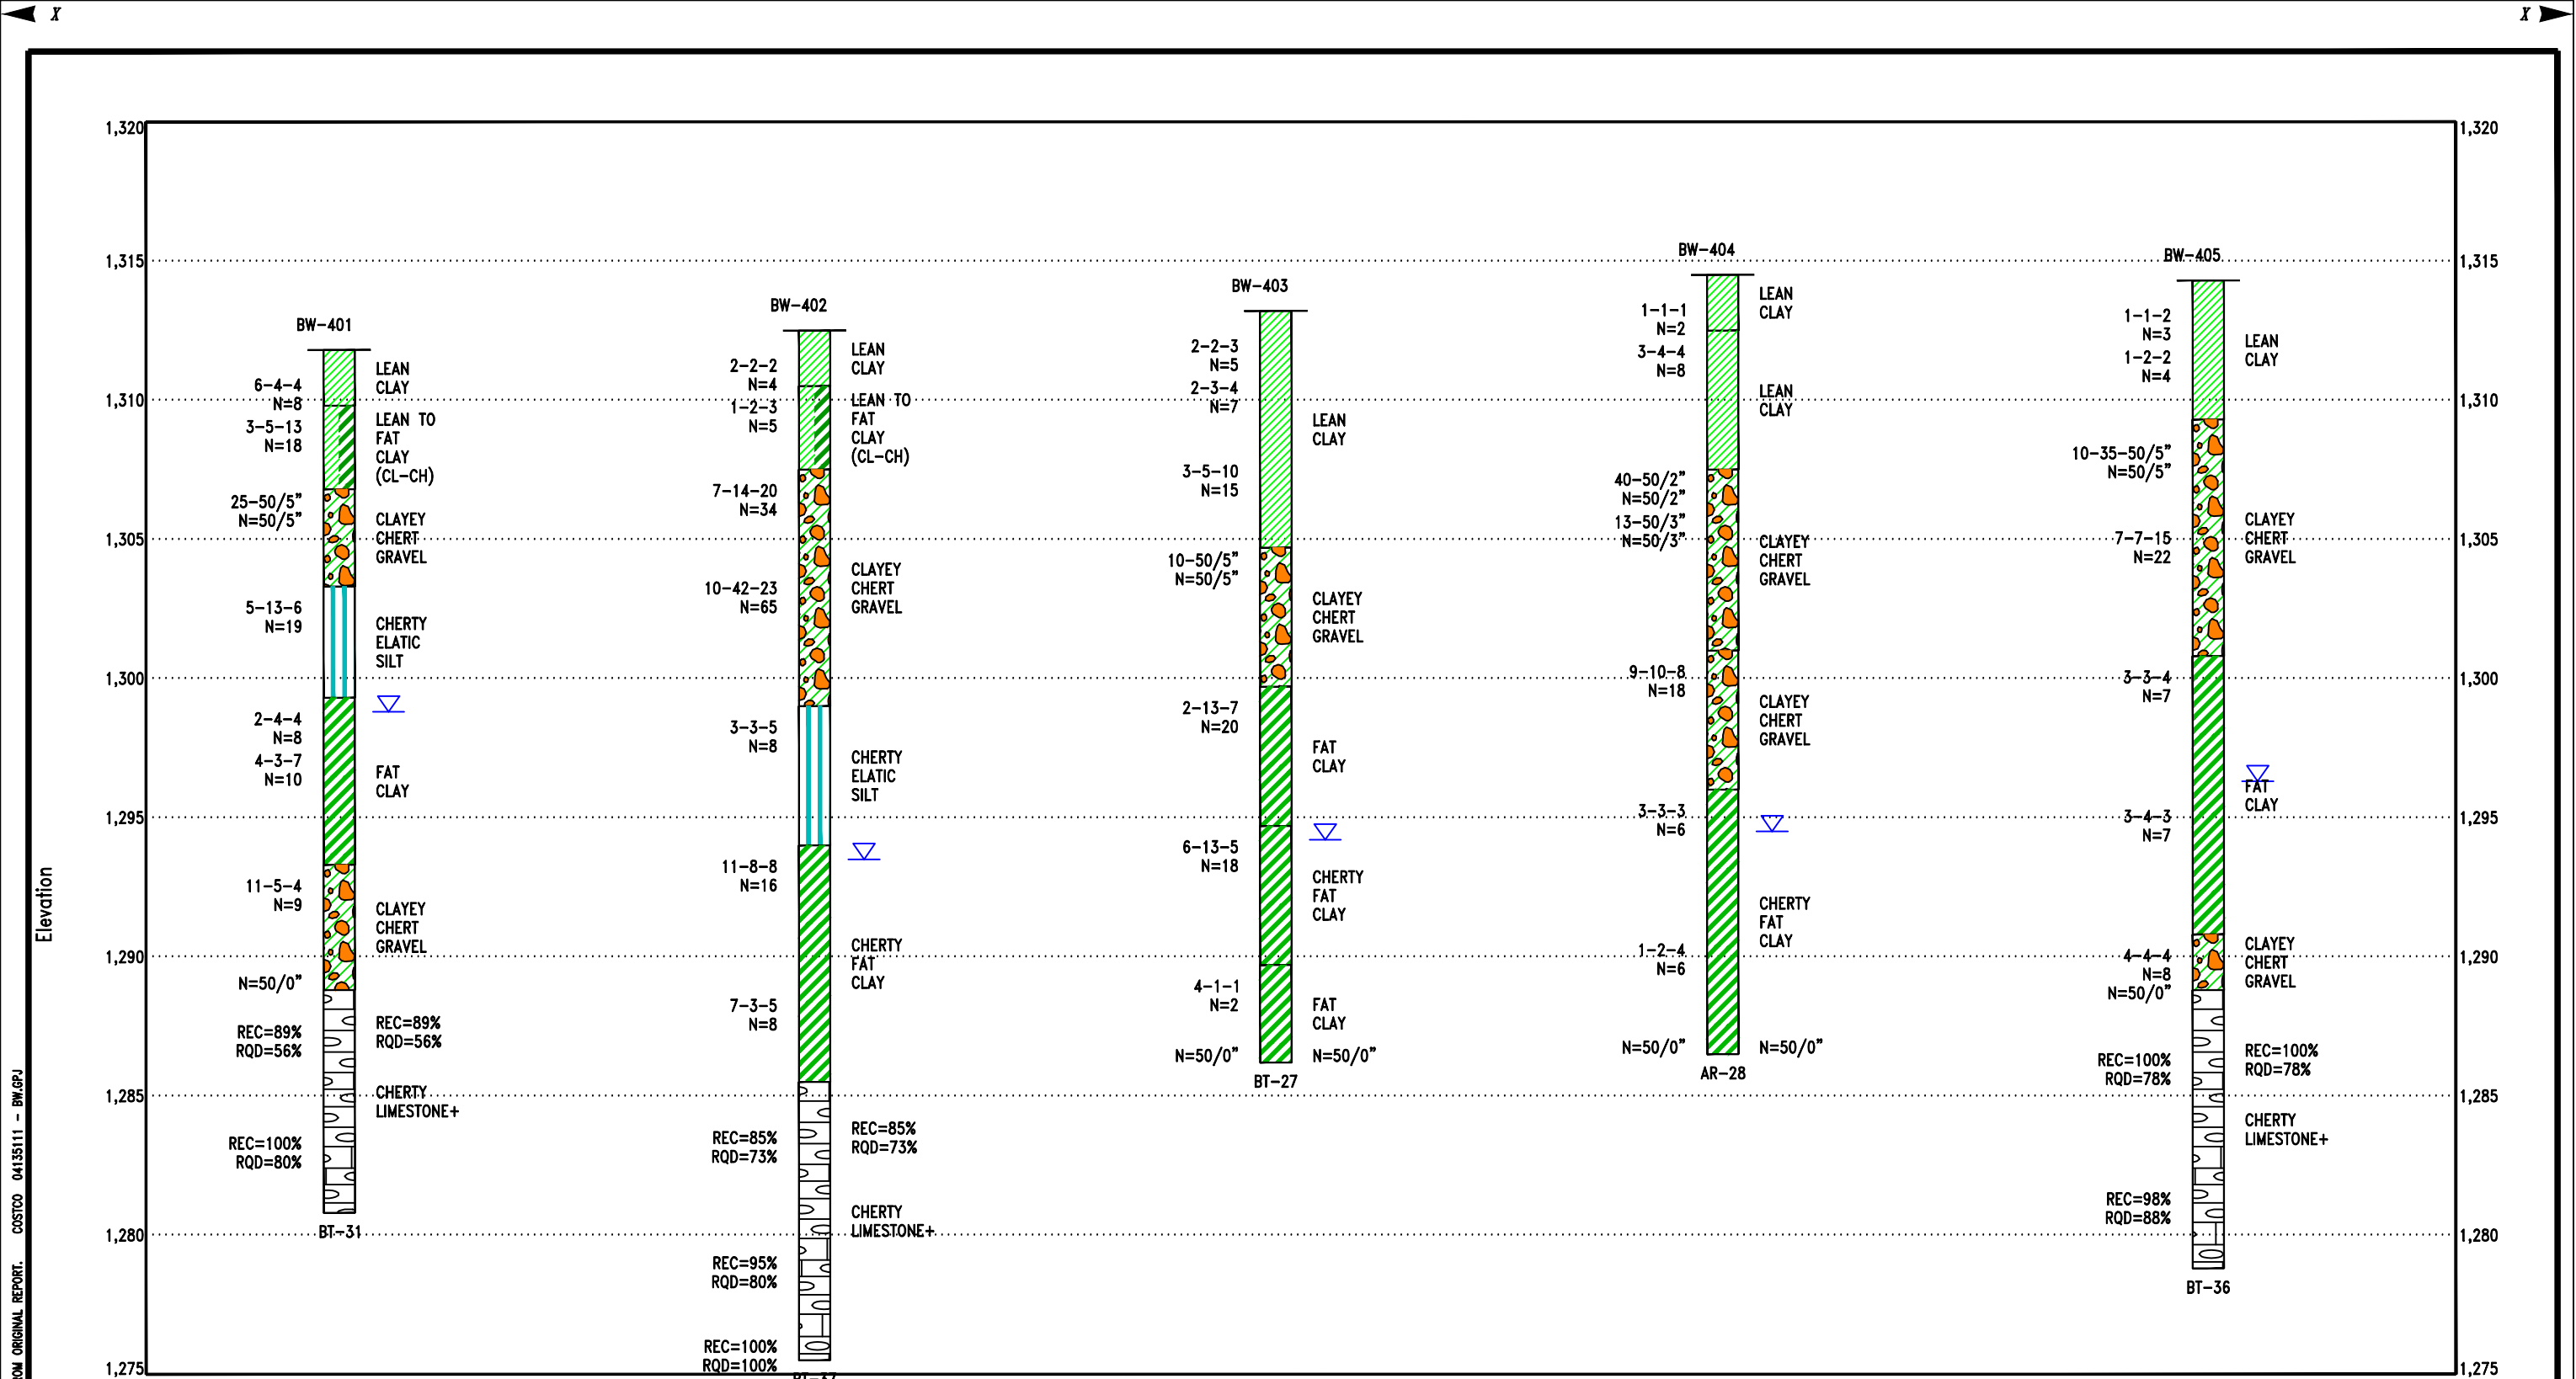 X
X
1,320
1,320
1,315
1,315
1,310
1,310
1,305
1,305
1,300
1,300
1,295
1,295
1,290
1,290
1,285
1,285
1,280
1,280
1,275
1,275
Elevation
ORIGINAL REPORT. COSTCO 04135111 - BW.GPJ
BW-401
6-4-4
N=8
3-5-13
N=18
25-50/5"
N=50/5"
5-13-6
N=19
2-4-4
N=8
4-3-7
N=10
11-5-4
N=9
N=50/0"
REC=89%
RQD=56%
REC=100%
RQD=80%
LEAN
CLAY
LEAN TO
FAT
CLAY
(CL-CH)
CLAYEY
CHERT
GRAVEL
CHERTY
ELATIC
SILT
FAT
CLAY
CLAYEY
CHERT
GRAVEL
REC=89%
RQD=56%
CHERTY
LIMESTONE+
BT-31
BW-402
2-2-2
N=4
1-2-3
N=5
7-14-20
N=34
10-42-23
N=65
3-3-5
N=8
11-8-8
N=16
7-3-5
N=8
REC=85%
RQD=73%
REC=95%
RQD=80%
REC=100%
RQD=100%
LEAN
CLAY
LEAN TO
FAT
CLAY
(CL-CH)
CLAYEY
CHERT
GRAVEL
CHERTY
ELATIC
SILT
CHERTY
FAT
CLAY
REC=85%
RQD=73%
CHERTY
LIMESTONE+
BW-403
2-2-3
N=5
2-3-4
N=7
3-5-10
N=15
10-50/5"
N=50/5"
2-13-7
N=20
6-13-5
N=18
4-1-1
N=2
N=50/0"
LEAN
CLAY
CLAYEY
CHERT
GRAVEL
FAT
CLAY
CHERTY
FAT
CLAY
FAT
CLAY
N=50/0"
BT-27
BW-404
1-1-1
N=2
3-4-4
N=8
40-50/2"
N=50/2"
13-50/3"
N=50/3"
9-10-8
N=18
3-3-3
N=6
1-2-4
N=6
N=50/0"
LEAN
CLAY
LEAN
CLAY
CLAYEY
CHERT
GRAVEL
CLAYEY
CHERT
GRAVEL
CHERTY
FAT
CLAY
N=50/0"
AR-28
BW-405
1-1-2
N=3
1-2-2
N=4
10-35-50/5"
N=50/5"
7-7-15
N=22
3-3-4
N=7
3-4-3
N=7
4-4-4
N=8
N=50/0"
REC=100%
RQD=78%
REC=98%
RQD=88%
LEAN
CLAY
CLAYEY
CHERT
GRAVEL
FAT
CLAY
CLAYEY
CHERT
GRAVEL
REC=100%
RQD=78%
CHERTY
LIMESTONE+
BT-36